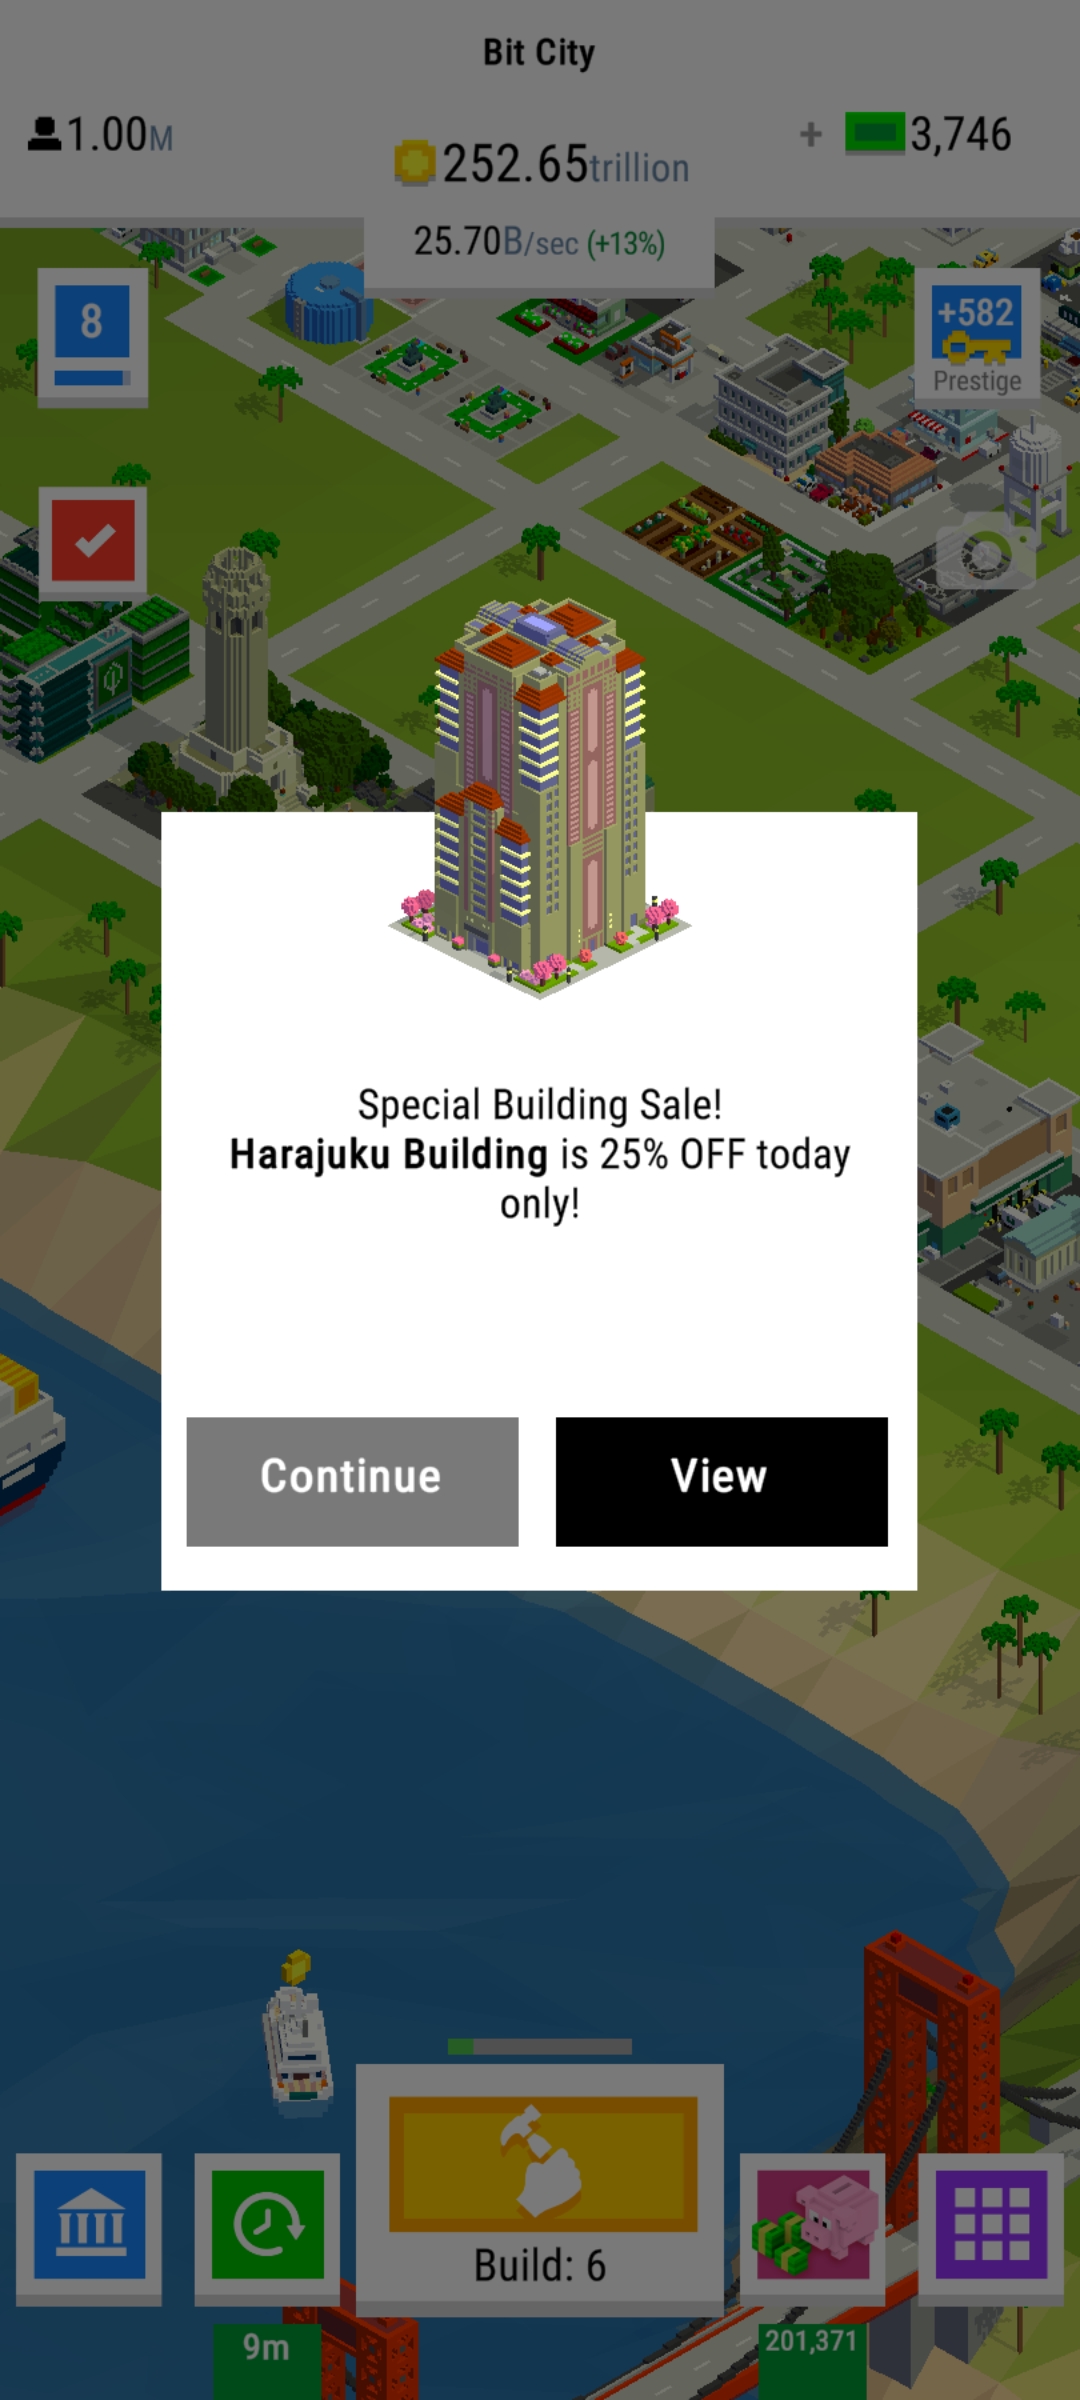 Bit City
1.00M
252.65trillion
+ 3,746
25.70B/sec (+13%)
8
+582
Prestige
Special Building Sale!
Harajuku Building is 25% OFF today
only!
Continue
View
Build: 6
9m
201,371